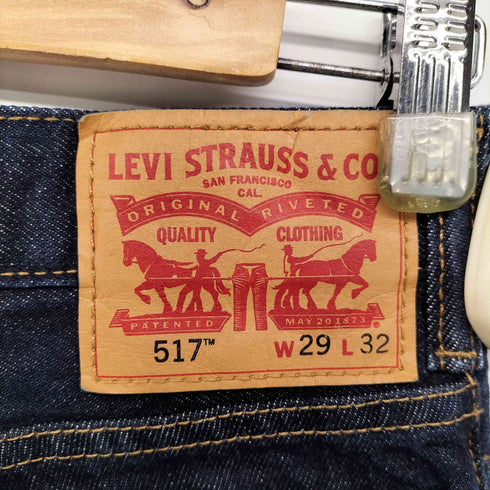 LEVI STRAUSS & CO
SAN FRANCISCO
CAL.
ORIGINAL RIVETED
QUALITY CLOTHING
PATENTED MAY 20 1873
517™ W 29 L 32